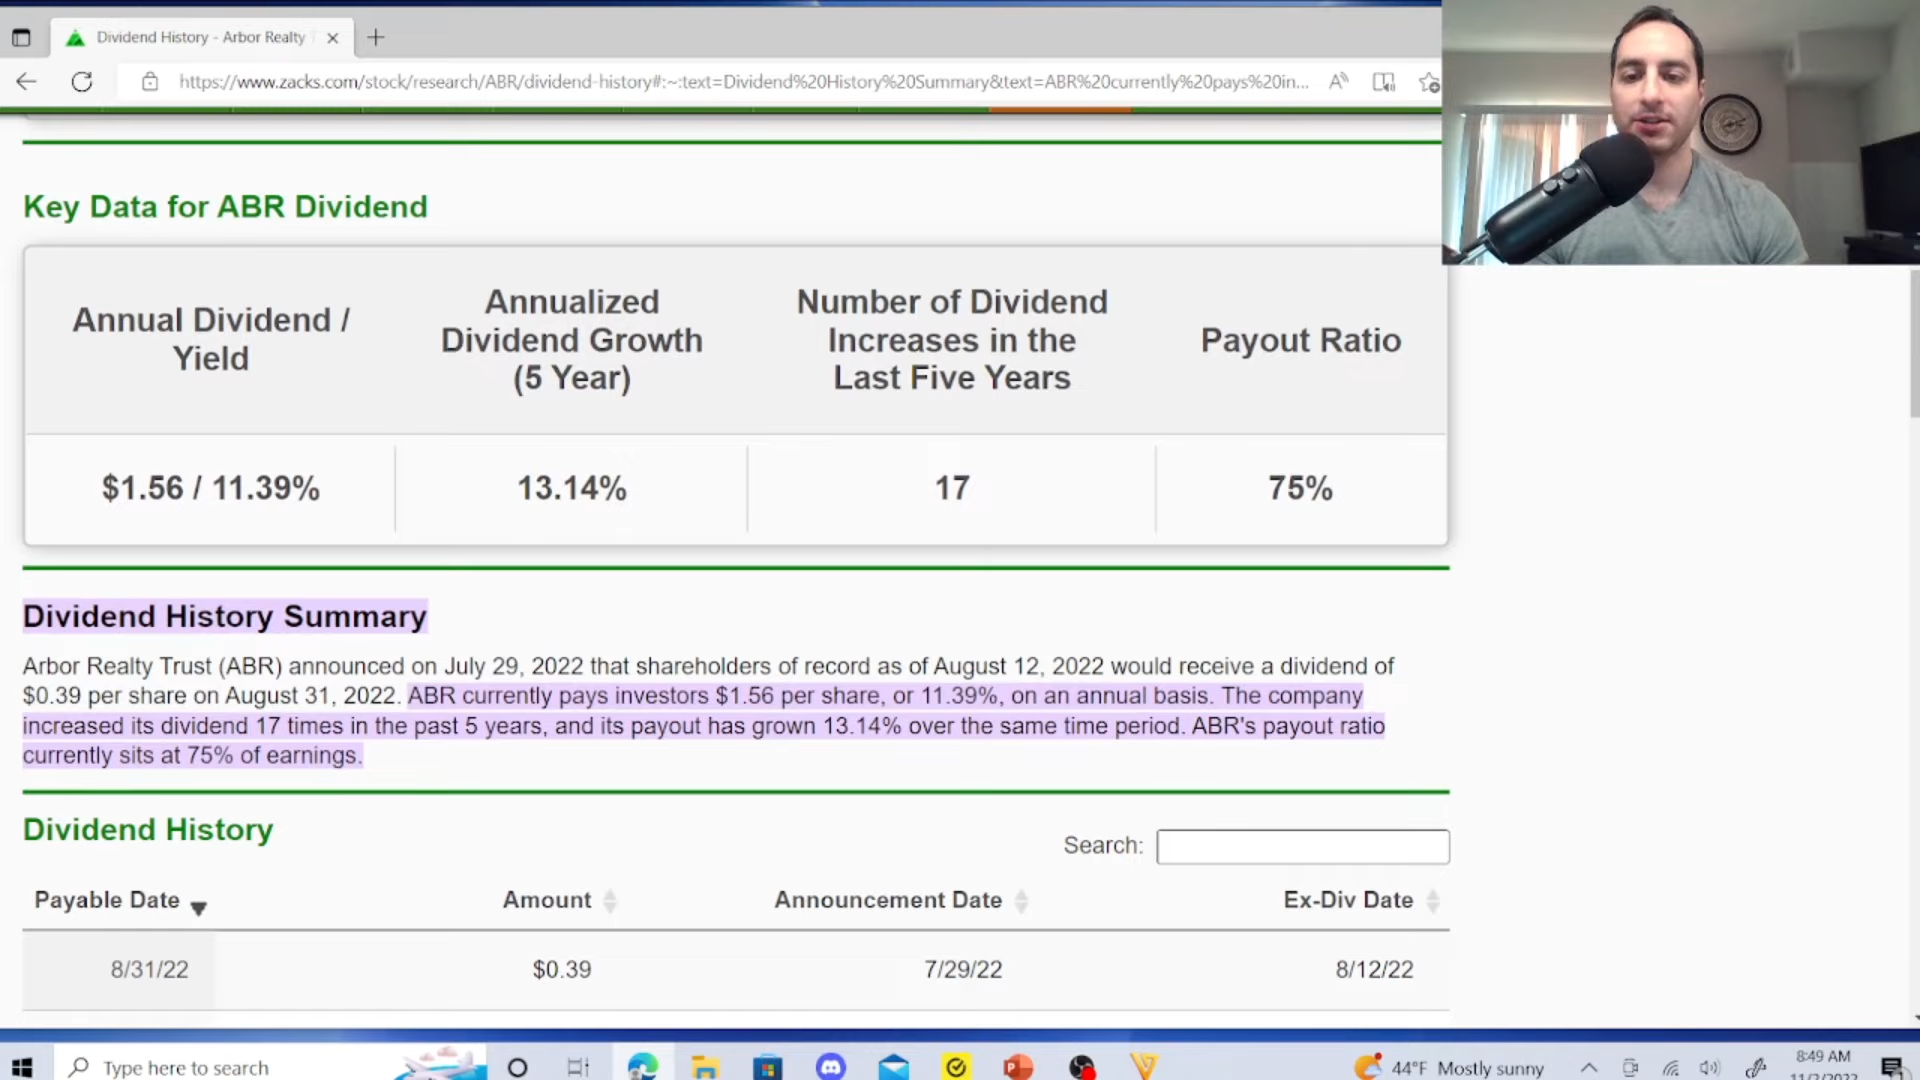 Dividend History - Arbor Realty
https://www.zacks.com/stock/research/ABR/dividend-history#:~:text=Dividend%20History%20Summary&text=ABR%20currently%20pays%20in...
Key Data for ABR Dividend
Annual Dividend /
Yield
Annualized
Dividend Growth
(5 Year)
Number of Dividend
Increases in the
Last Five Years
Payout Ratio
$1.56 / 11.39%
13.14%
17
75%
Dividend History Summary
Arbor Realty Trust (ABR) announced on July 29, 2022 that shareholders of record as of August 12, 2022 would receive a dividend of
$0.39 per share on August 31, 2022. ABR currently pays investors $1.56 per share, or 11.39%, on an annual basis. The company
increased its dividend 17 times in the past 5 years, and its payout has grown 13.14% over the same time period. ABR's payout ratio
currently sits at 75% of earnings.
Dividend History
Search:
Payable Date
Amount
Announcement Date
Ex-Div Date
8/31/22
$0.39
7/29/22
8/12/22
Type here to search
44°F Mostly sunny
8:49 AM